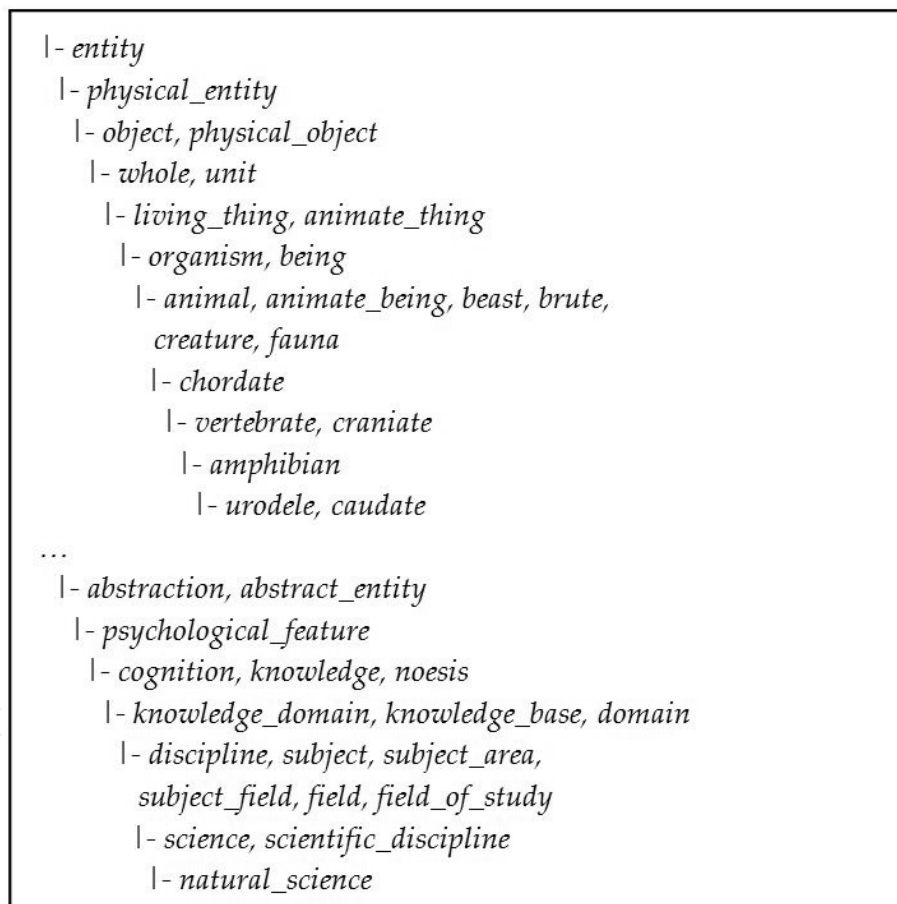 |- entity
|- physical_entity
|- object, physical_object
|- whole, unit
|- living_thing, animate_thing
|- organism, being
|- animal, animate_being, beast, brute,
creature, fauna
|- chordate
|- vertebrate, craniate
|- amphibian
|- urodele, caudate
...
|- abstraction, abstract_entity
|- psychological_feature
|- cognition, knowledge, noesis
|- knowledge_domain, knowledge_base, domain
|- discipline, subject, subject_area,
subject_field, field, field_of_study
|- science, scientific_discipline
|- natural_science